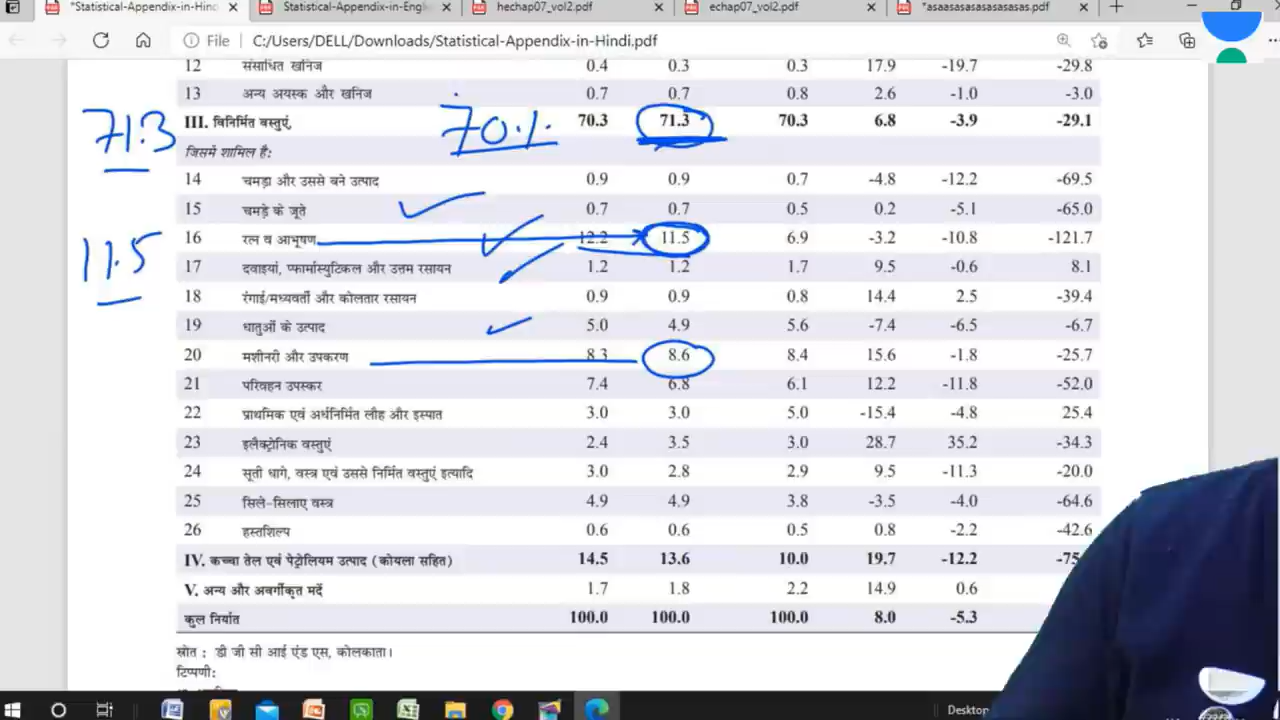 *Statistical-Appendix-in-Hindi Statistical-Appendix-in-Engl hechap07_vol2.pdf echap07_vol2.pdf *asaasasasasasasas.pdf
File C:/Users/DELL/Downloads/Statistical-Appendix-in-Hindi.pdf
12 संसाधित खनिज 0.4 0.3 0.3 17.9 -19.7 -29.8
13 अन्य अयस्क और खनिज 0.7 0.7 0.8 2.6 -1.0 -3.0
71.3 70%
III. विनिर्मित वस्तुएं, 70.3 71.3 70.3 6.8 -3.9 -29.1
जिसमें शामिल है:
14 चमड़ा और उससे बने उत्पाद 0.9 0.9 0.7 -4.8 -12.2 -69.5
15 चमड़े के जूते 0.7 0.7 0.5 0.2 -5.1 -65.0
16 रत्न व आभूषण 12.2 11.5 6.9 -3.2 -10.8 -121.7
11.5
17 दवाइयां, फ्फार्मास्युटिकल और उत्तम रसायन 1.2 1.2 1.7 9.5 -0.6 8.1
18 रंगाई/मध्यवर्ती और कोलतार रसायन 0.9 0.9 0.8 14.4 2.5 -39.4
19 धातुओं के उत्पाद 5.0 4.9 5.6 -7.4 -6.5 -6.7
20 मशीनरी और उपकरण 8.3 8.6 8.4 15.6 -1.8 -25.7
21 परिवहन उपस्कर 7.4 6.8 6.1 12.2 -11.8 -52.0
22 प्राथमिक एवं अर्धनिर्मित लौह और इस्पात 3.0 3.0 5.0 -15.4 -4.8 25.4
23 इलैक्ट्रोनिक वस्तुएं 2.4 3.5 3.0 28.7 35.2 -34.3
24 सूती धागे, वस्त्र एवं उससे निर्मित वस्तुएं इत्यादि 3.0 2.8 2.9 9.5 -11.3 -20.0
25 सिले-सिलाए वस्त्र 4.9 4.9 3.8 -3.5 -4.0 -64.6
26 हस्तशिल्प 0.6 0.6 0.5 0.8 -2.2 -42.6
IV. कच्चा तेल एवं पेट्रोलियम उत्पाद (कोयला सहित) 14.5 13.6 10.0 19.7 -12.2 -75
V. अन्य और अवर्गीकृत मदें 1.7 1.8 2.2 14.9 0.6
कुल निर्यात 100.0 100.0 100.0 8.0 -5.3
स्रोत : डी जी सी आई एंड एस, कोलकाता।
टिप्पणी:
Desktop